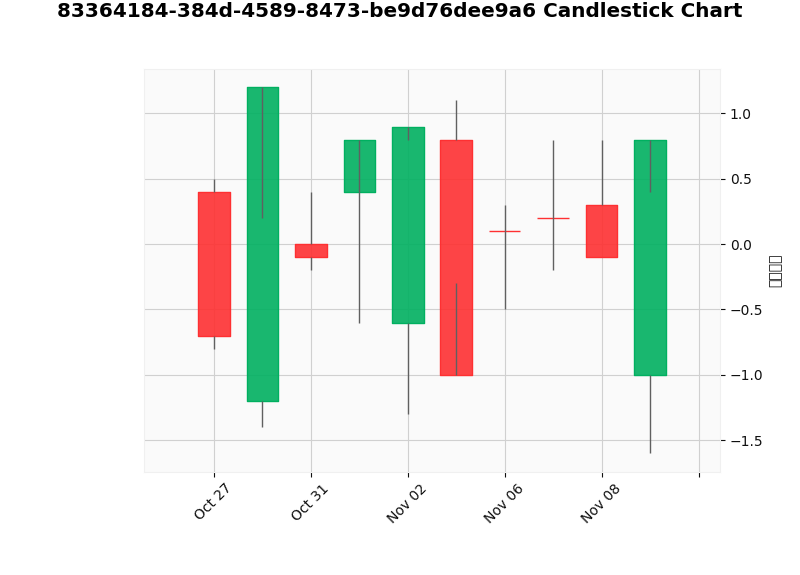 83364184-384d-4589-8473-be9d76dee9a6 Candlestick Chart
1.0
0.5
0.0
−0.5
−1.0
−1.5
Oct 27
Oct 31
Nov 02
Nov 06
Nov 08